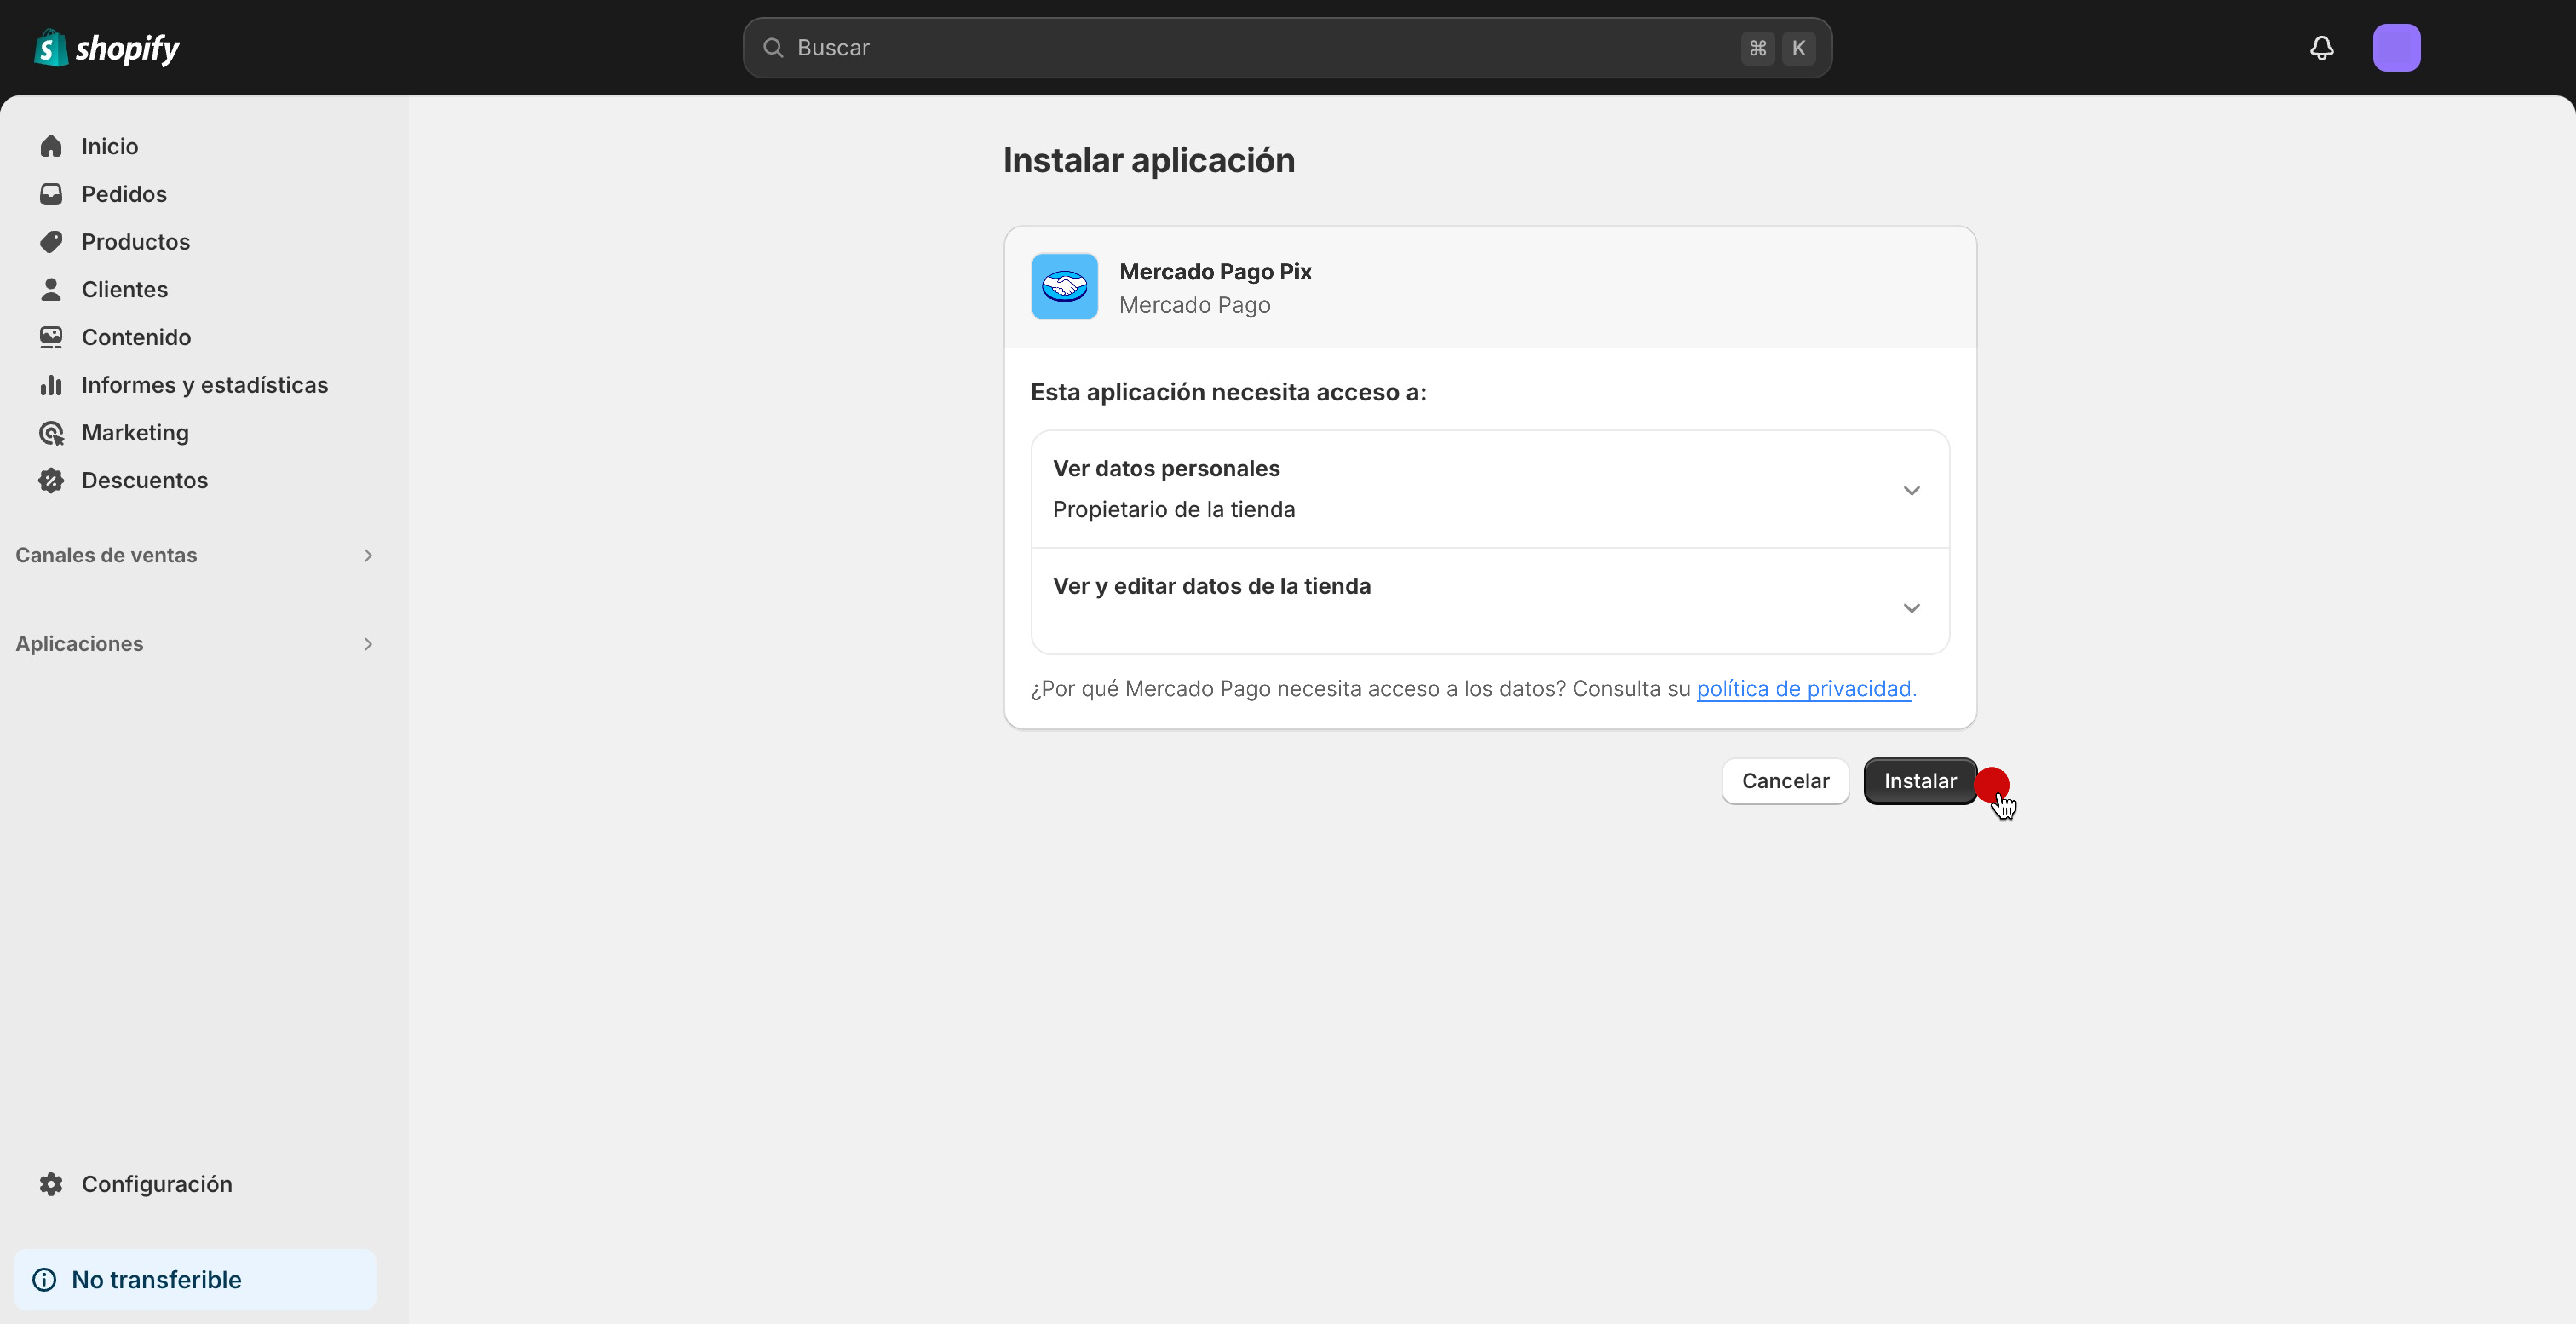 shopify
Buscar
⌘ K
Inicio
Pedidos
Productos
Clientes
Contenido
Informes y estadísticas
Marketing
Descuentos
Canales de ventas
Aplicaciones
Configuración
No transferible
Instalar aplicación
Mercado Pago Pix
Mercado Pago
Esta aplicación necesita acceso a:
Ver datos personales
Propietario de la tienda
Ver y editar datos de la tienda
¿Por qué Mercado Pago necesita acceso a los datos? Consulta su política de privacidad.
Cancelar
Instalar